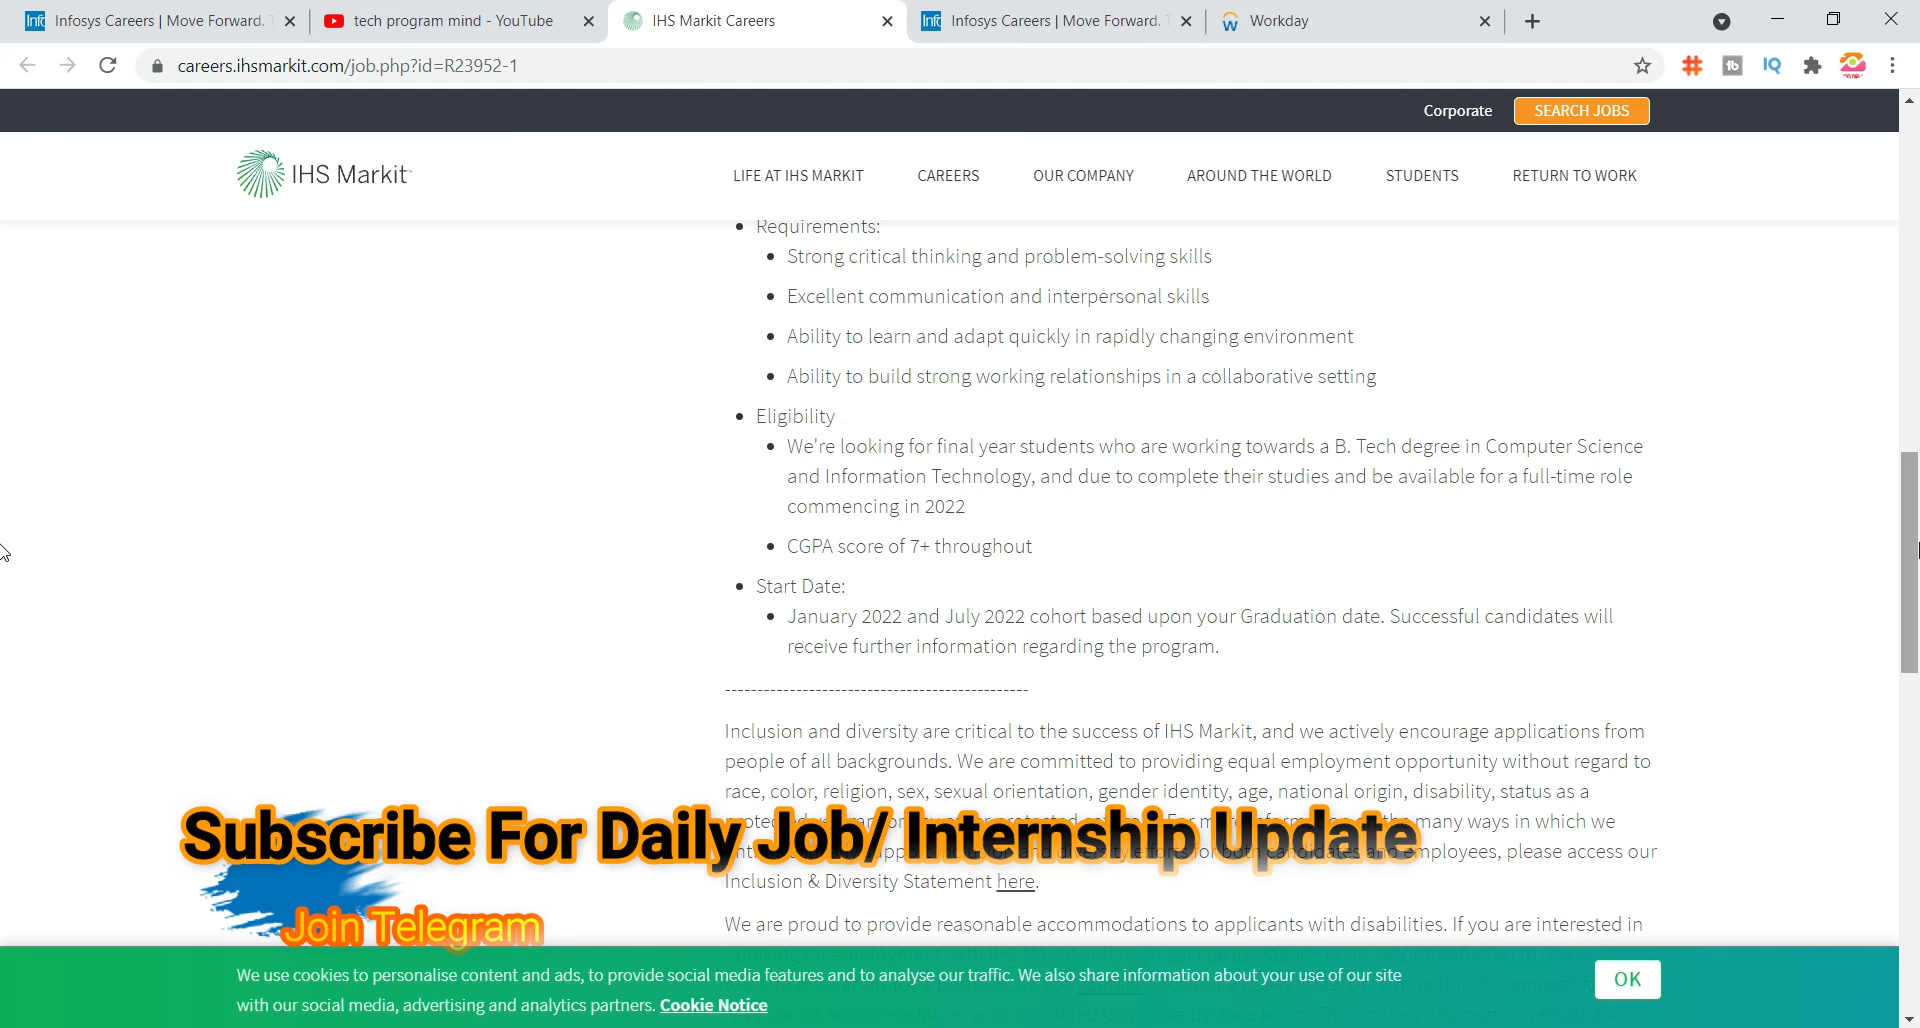 Infosys Careers | Move Forward.
tech program mind - YouTube
IHS Markit Careers
Infosys Careers | Move Forward.
Workday
careers.ihsmarkit.com/job.php?id=R23952-1
Corporate
SEARCH JOBS
IHS Markit
LIFE AT IHS MARKIT
CAREERS
OUR COMPANY
AROUND THE WORLD
STUDENTS
RETURN TO WORK
Requirements:
Strong critical thinking and problem-solving skills
Excellent communication and interpersonal skills
Ability to learn and adapt quickly in rapidly changing environment
Ability to build strong working relationships in a collaborative setting
Eligibility
We're looking for final year students who are working towards a B. Tech degree in Computer Science
and Information Technology, and due to complete their studies and be available for a full-time role
commencing in 2022
CGPA score of 7+ throughout
Start Date:
January 2022 and July 2022 cohort based upon your Graduation date. Successful candidates will
receive further information regarding the program.
-----------------------------------------------
Inclusion and diversity are critical to the success of IHS Markit, and we actively encourage applications from
people of all backgrounds. We are committed to providing equal employment opportunity without regard to
race, color, religion, sex, sexual orientation, gender identity, age, national origin, disability, status as a
many ways in which we
and diversity efforts for both candidates and employees, please access our
Inclusion & Diversity Statement here.
Subscribe For Daily Job/ Internship Update
Join Telegram
We are proud to provide reasonable accommodations to applicants with disabilities. If you are interested in
We use cookies to personalise content and ads, to provide social media features and to analyse our traffic. We also share information about your use of our site
with our social media, advertising and analytics partners. Cookie Notice
OK